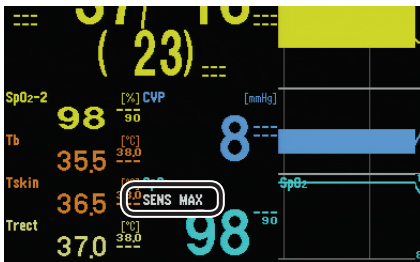 (23)
SpO2-2 [%] CVP [mmHg]
98 90
8
Tb [°C]
35.5 38.0
Tskin [°C] SpO2
36.5 SENS MAX
98 90
Trect [°C]
37.0 38.0